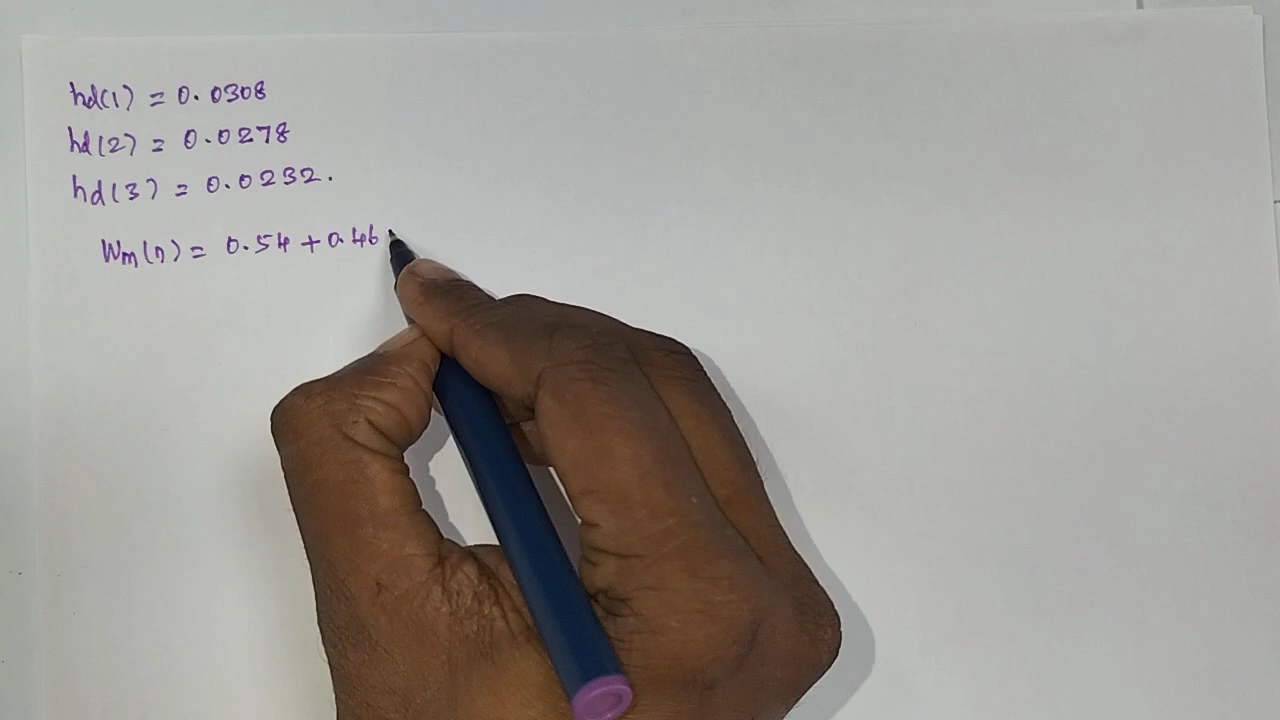 hd(1) = 0.0308
hd(2) = 0.0278
hd(3) = 0.0232.
Wm(n) = 0.54 + 0.46